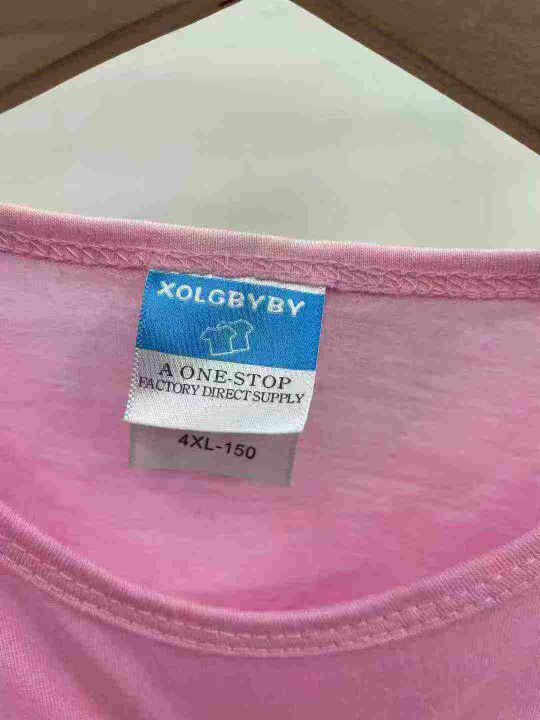 XOLGBYBY
A ONE-STOP
FACTORY DIRECT SUPPLY
4XL-150